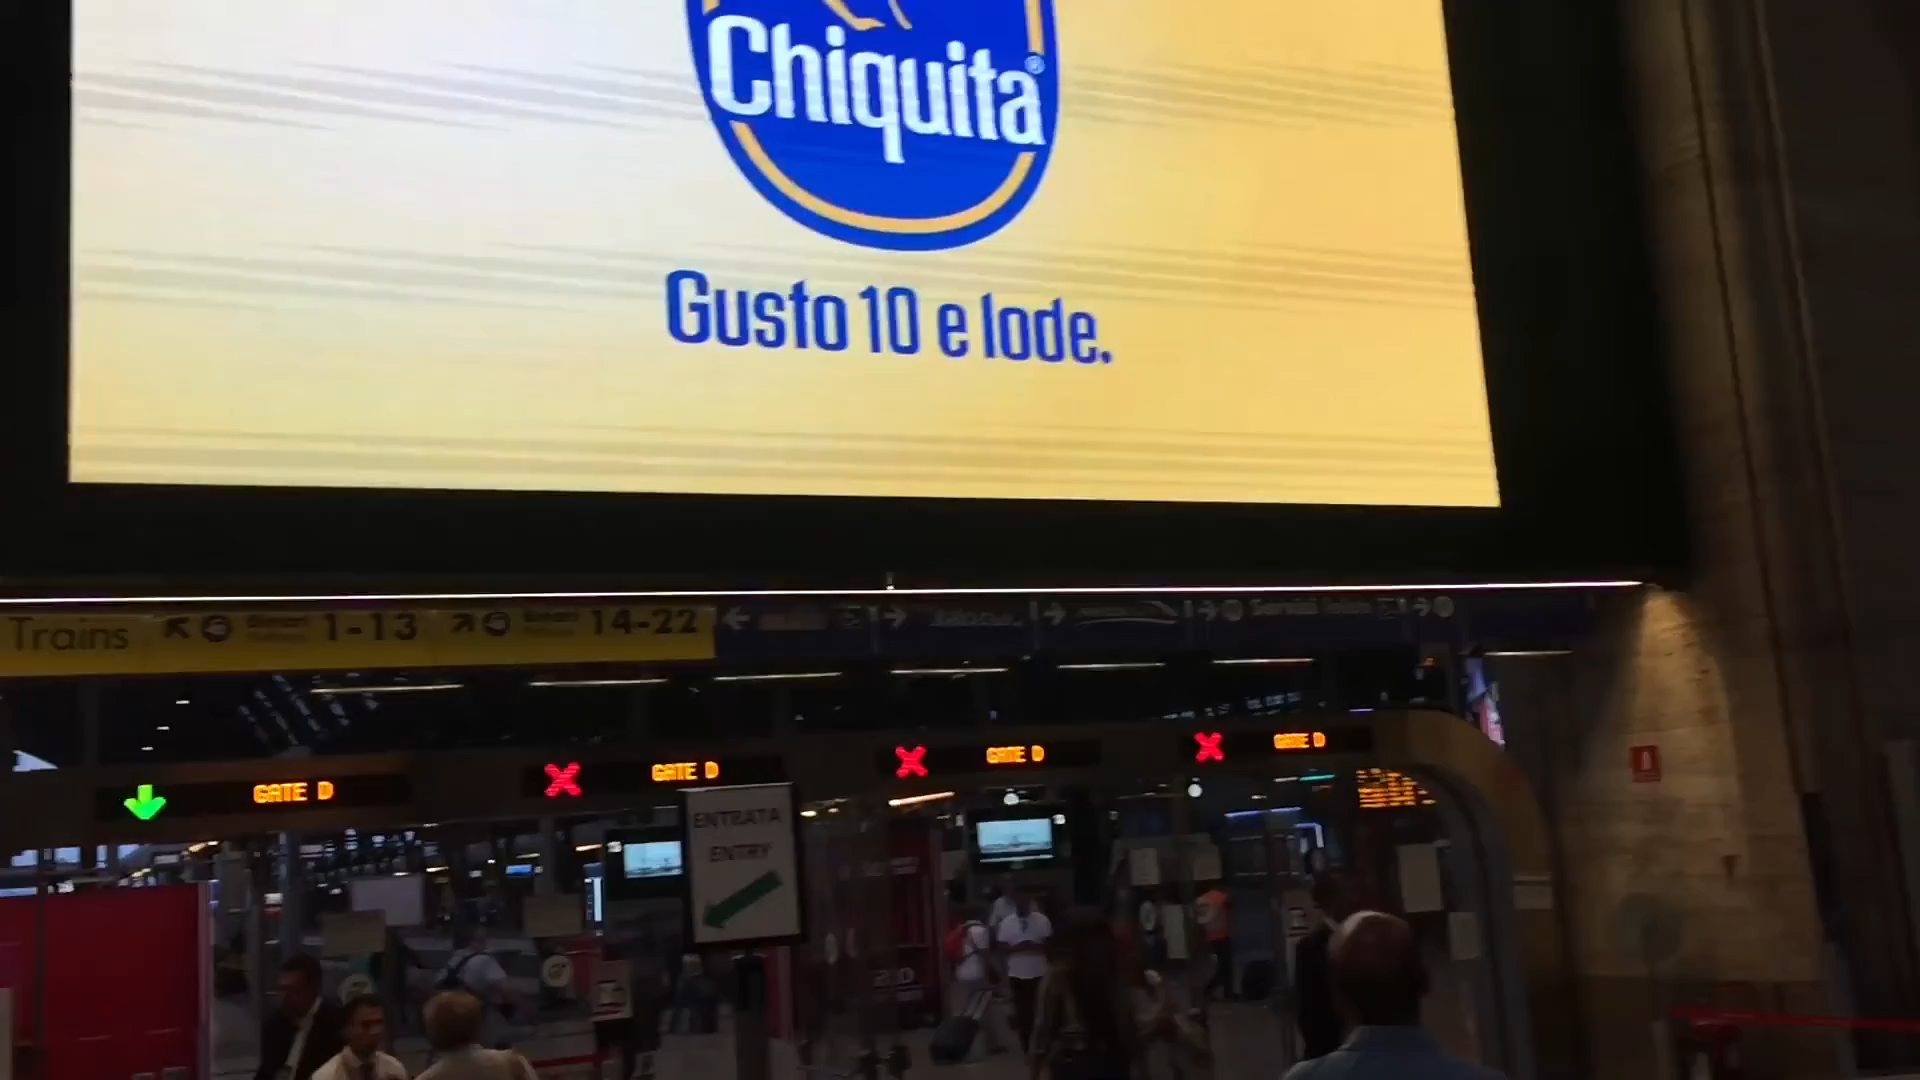 Chiquita®
Gusto 10 e lode.
Trains 1-13 14-22
GATE D
GATE D
GATE D
GATE D
ENTRATA
ENTRY